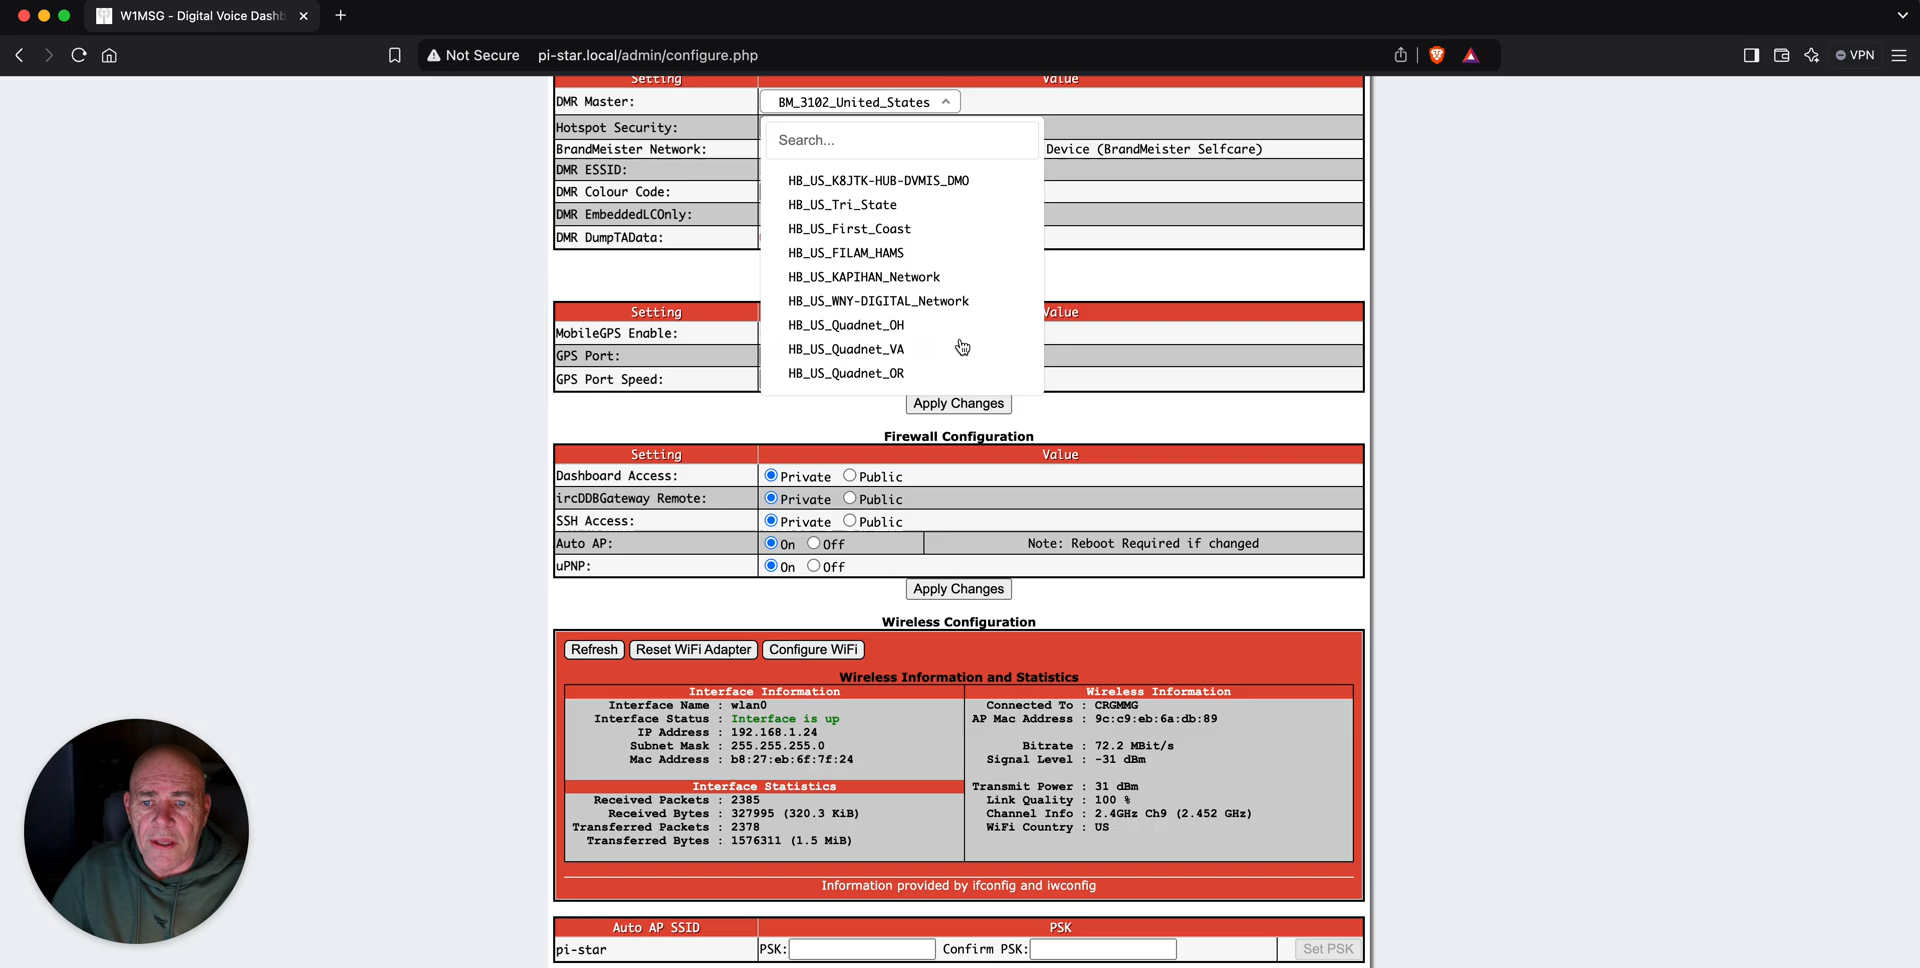 W1MSG - Digital Voice Dashb
Not Secure pi-star.local/admin/configure.php
VPN
Setting Value
DMR Master: BM_3102_United_States
Search...
HB_US_K8JTK-HUB-DVMIS_DMO
HB_US_Tri_State
HB_US_First_Coast
HB_US_FILAM_HAMS
HB_US_KAPIHAN_Network
HB_US_WNY-DIGITAL_Network
HB_US_Quadnet_OH
HB_US_Quadnet_VA
HB_US_Quadnet_OR
Hotspot Security:
BrandMeister Network: Device (BrandMeister Selfcare)
DMR ESSID:
DMR Colour Code:
DMR EmbeddedLCOnly:
DMR DumpTAData:
Setting Value
MobileGPS Enable:
GPS Port:
GPS Port Speed:
Apply Changes
Firewall Configuration
Setting Value
Dashboard Access: Private Public
ircDDBGateway Remote: Private Public
SSH Access: Private Public
Auto AP: On Off Note: Reboot Required if changed
uPNP: On Off
Apply Changes
Wireless Configuration
Refresh Reset WiFi Adapter Configure WiFi
Wireless Information and Statistics
Interface Information
Interface Name : wlan0
Interface Status : Interface is up
IP Address : 192.168.1.24
Subnet Mask : 255.255.255.0
Mac Address : b8:27:eb:6f:7f:24
Interface Statistics
Received Packets : 2385
Received Bytes : 327995 (320.3 KiB)
Transferred Packets : 2378
Transferred Bytes : 1576311 (1.5 MiB)
Wireless Information
Connected To : CRGMMG
AP Mac Address : 9c:c9:eb:6a:db:89
Bitrate : 72.2 MBit/s
Signal Level : -31 dBm
Transmit Power : 31 dBm
Link Quality : 100 %
Channel Info : 2.4GHz Ch9 (2.452 GHz)
WiFi Country : US
Information provided by ifconfig and iwconfig
Auto AP SSID PSK
pi-star PSK: Confirm PSK: Set PSK